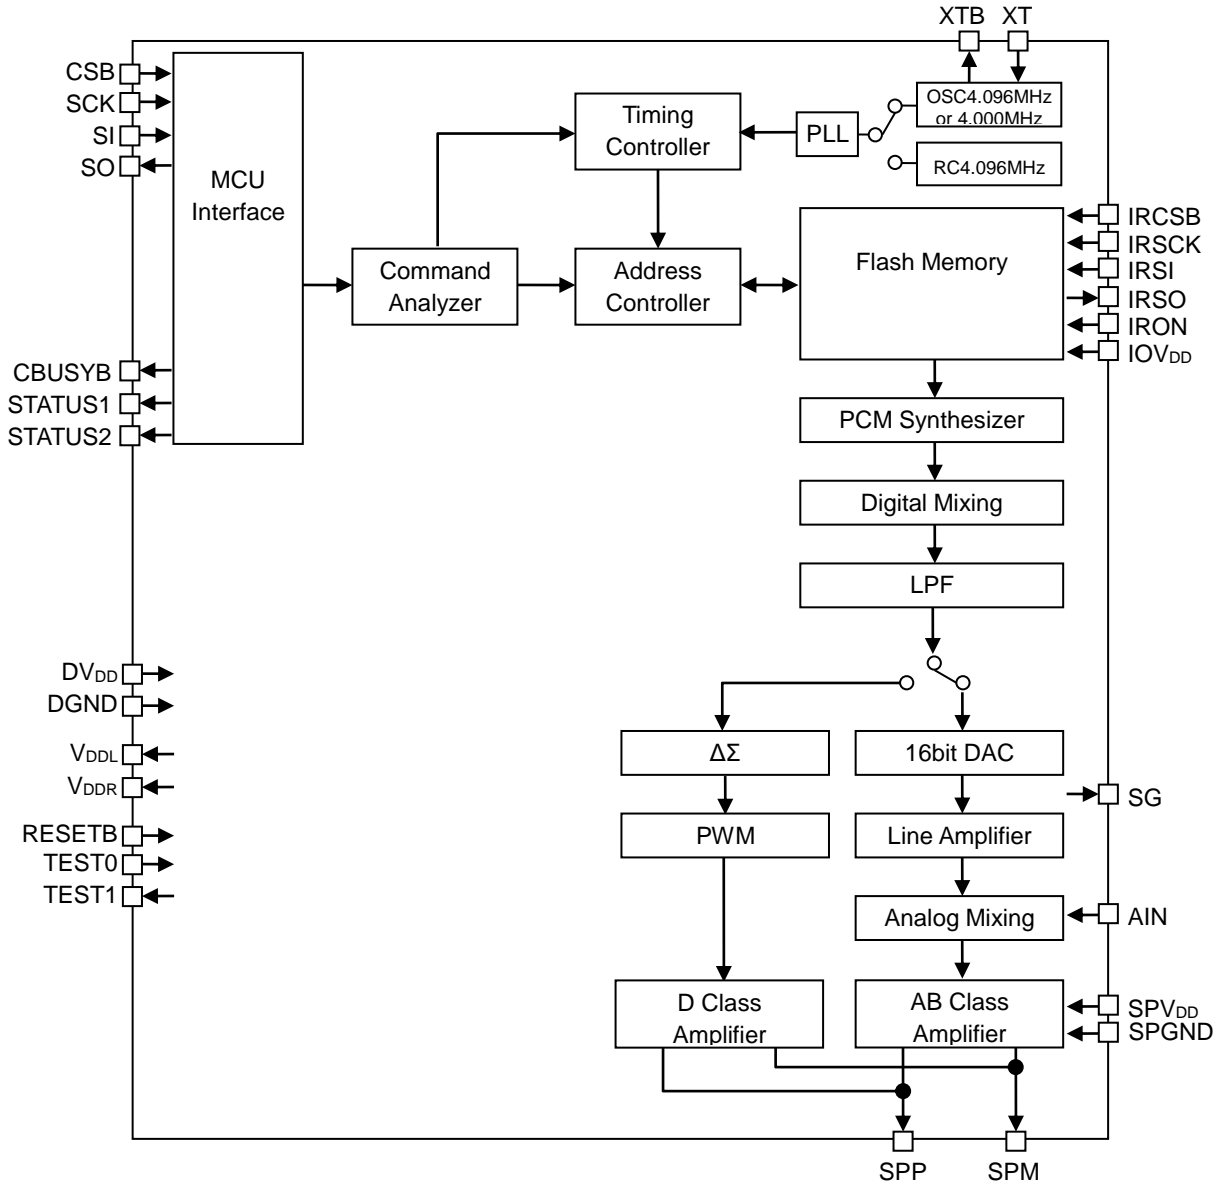 XTB
XT
CSB
SCK
SI
SO
MCU
Interface
Timing
Controller
PLL
OSC4.096MHz
or 4.000MHz
RC4.096MHz
Command
Analyzer
Address
Controller
Flash Memory
IRCSB
IRSCK
IRSI
IRSO
IRON
IOVDD
CBUSYB
STATUS1
STATUS2
PCM Synthesizer
Digital Mixing
LPF
DVDD
DGND
VDDL
VDDR
RESETB
TEST0
TEST1
ΔΣ
16bit DAC
SG
PWM
Line Amplifier
Analog Mixing
AIN
D Class
Amplifier
AB Class
Amplifier
SPVDD
SPGND
SPP
SPM